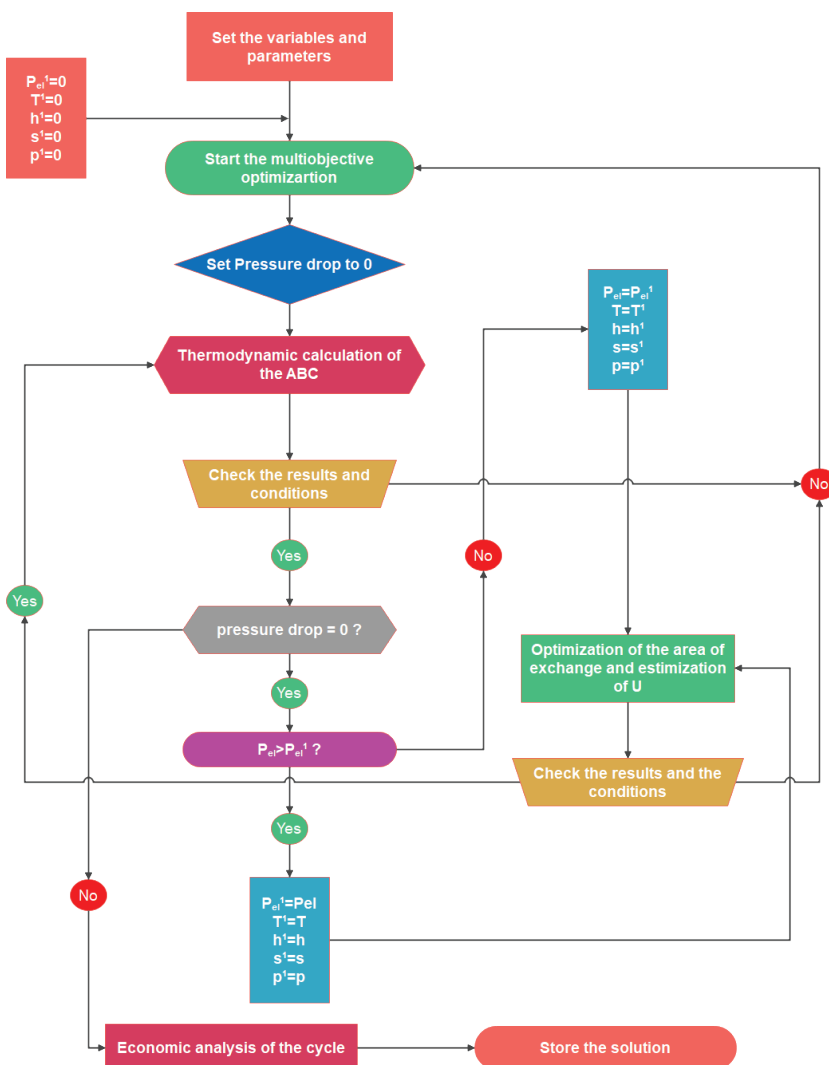 Set the variables and
parameters
Pₑₗ¹=0
T¹=0
h¹=0
s¹=0
p¹=0
Start the multiobjective
optimizartion
Set Pressure drop to 0
Pₑₗ=Pₑₗ¹
T=T¹
h=h¹
s=s¹
p=p¹
Thermodynamic calculation of
the ABC
Check the results and
conditions
No
Yes
No
Yes
pressure drop = 0 ?
Optimization of the area of
exchange and estimization
of U
Yes
Pₑₗ>Pₑₗ¹ ?
Check the results and the
conditions
Yes
No
Pₑₗ¹=Pel
T¹=T
h¹=h
s¹=s
p¹=p
Economic analysis of the cycle
Store the solution